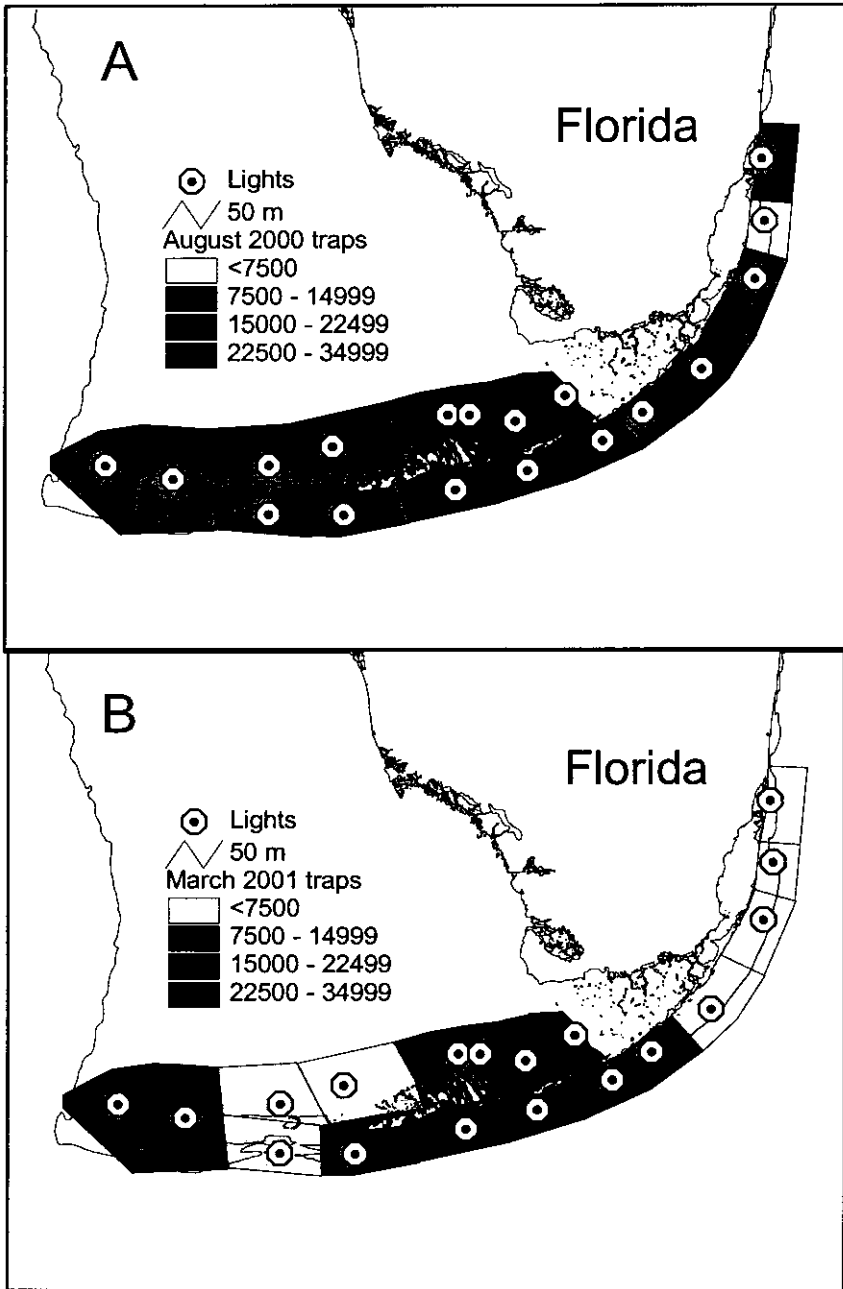 A
Florida
Lights
50 m
August 2000 traps
<7500
7500 - 14999
15000 - 22499
22500 - 34999
B
Florida
Lights
50 m
March 2001 traps
<7500
7500 - 14999
15000 - 22499
22500 - 34999